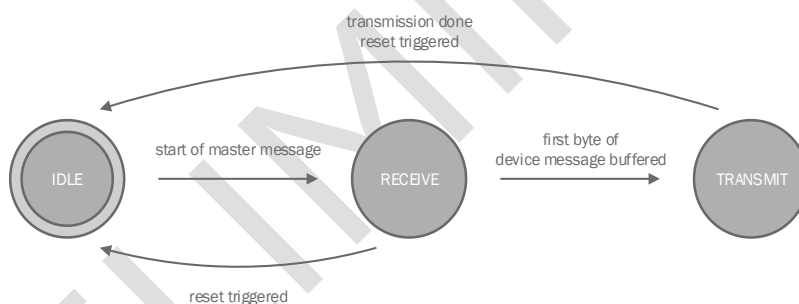 transmission done
reset triggered
start of master message
first byte of
device message buffered
IDLE
RECEIVE
TRANSMIT
reset triggered